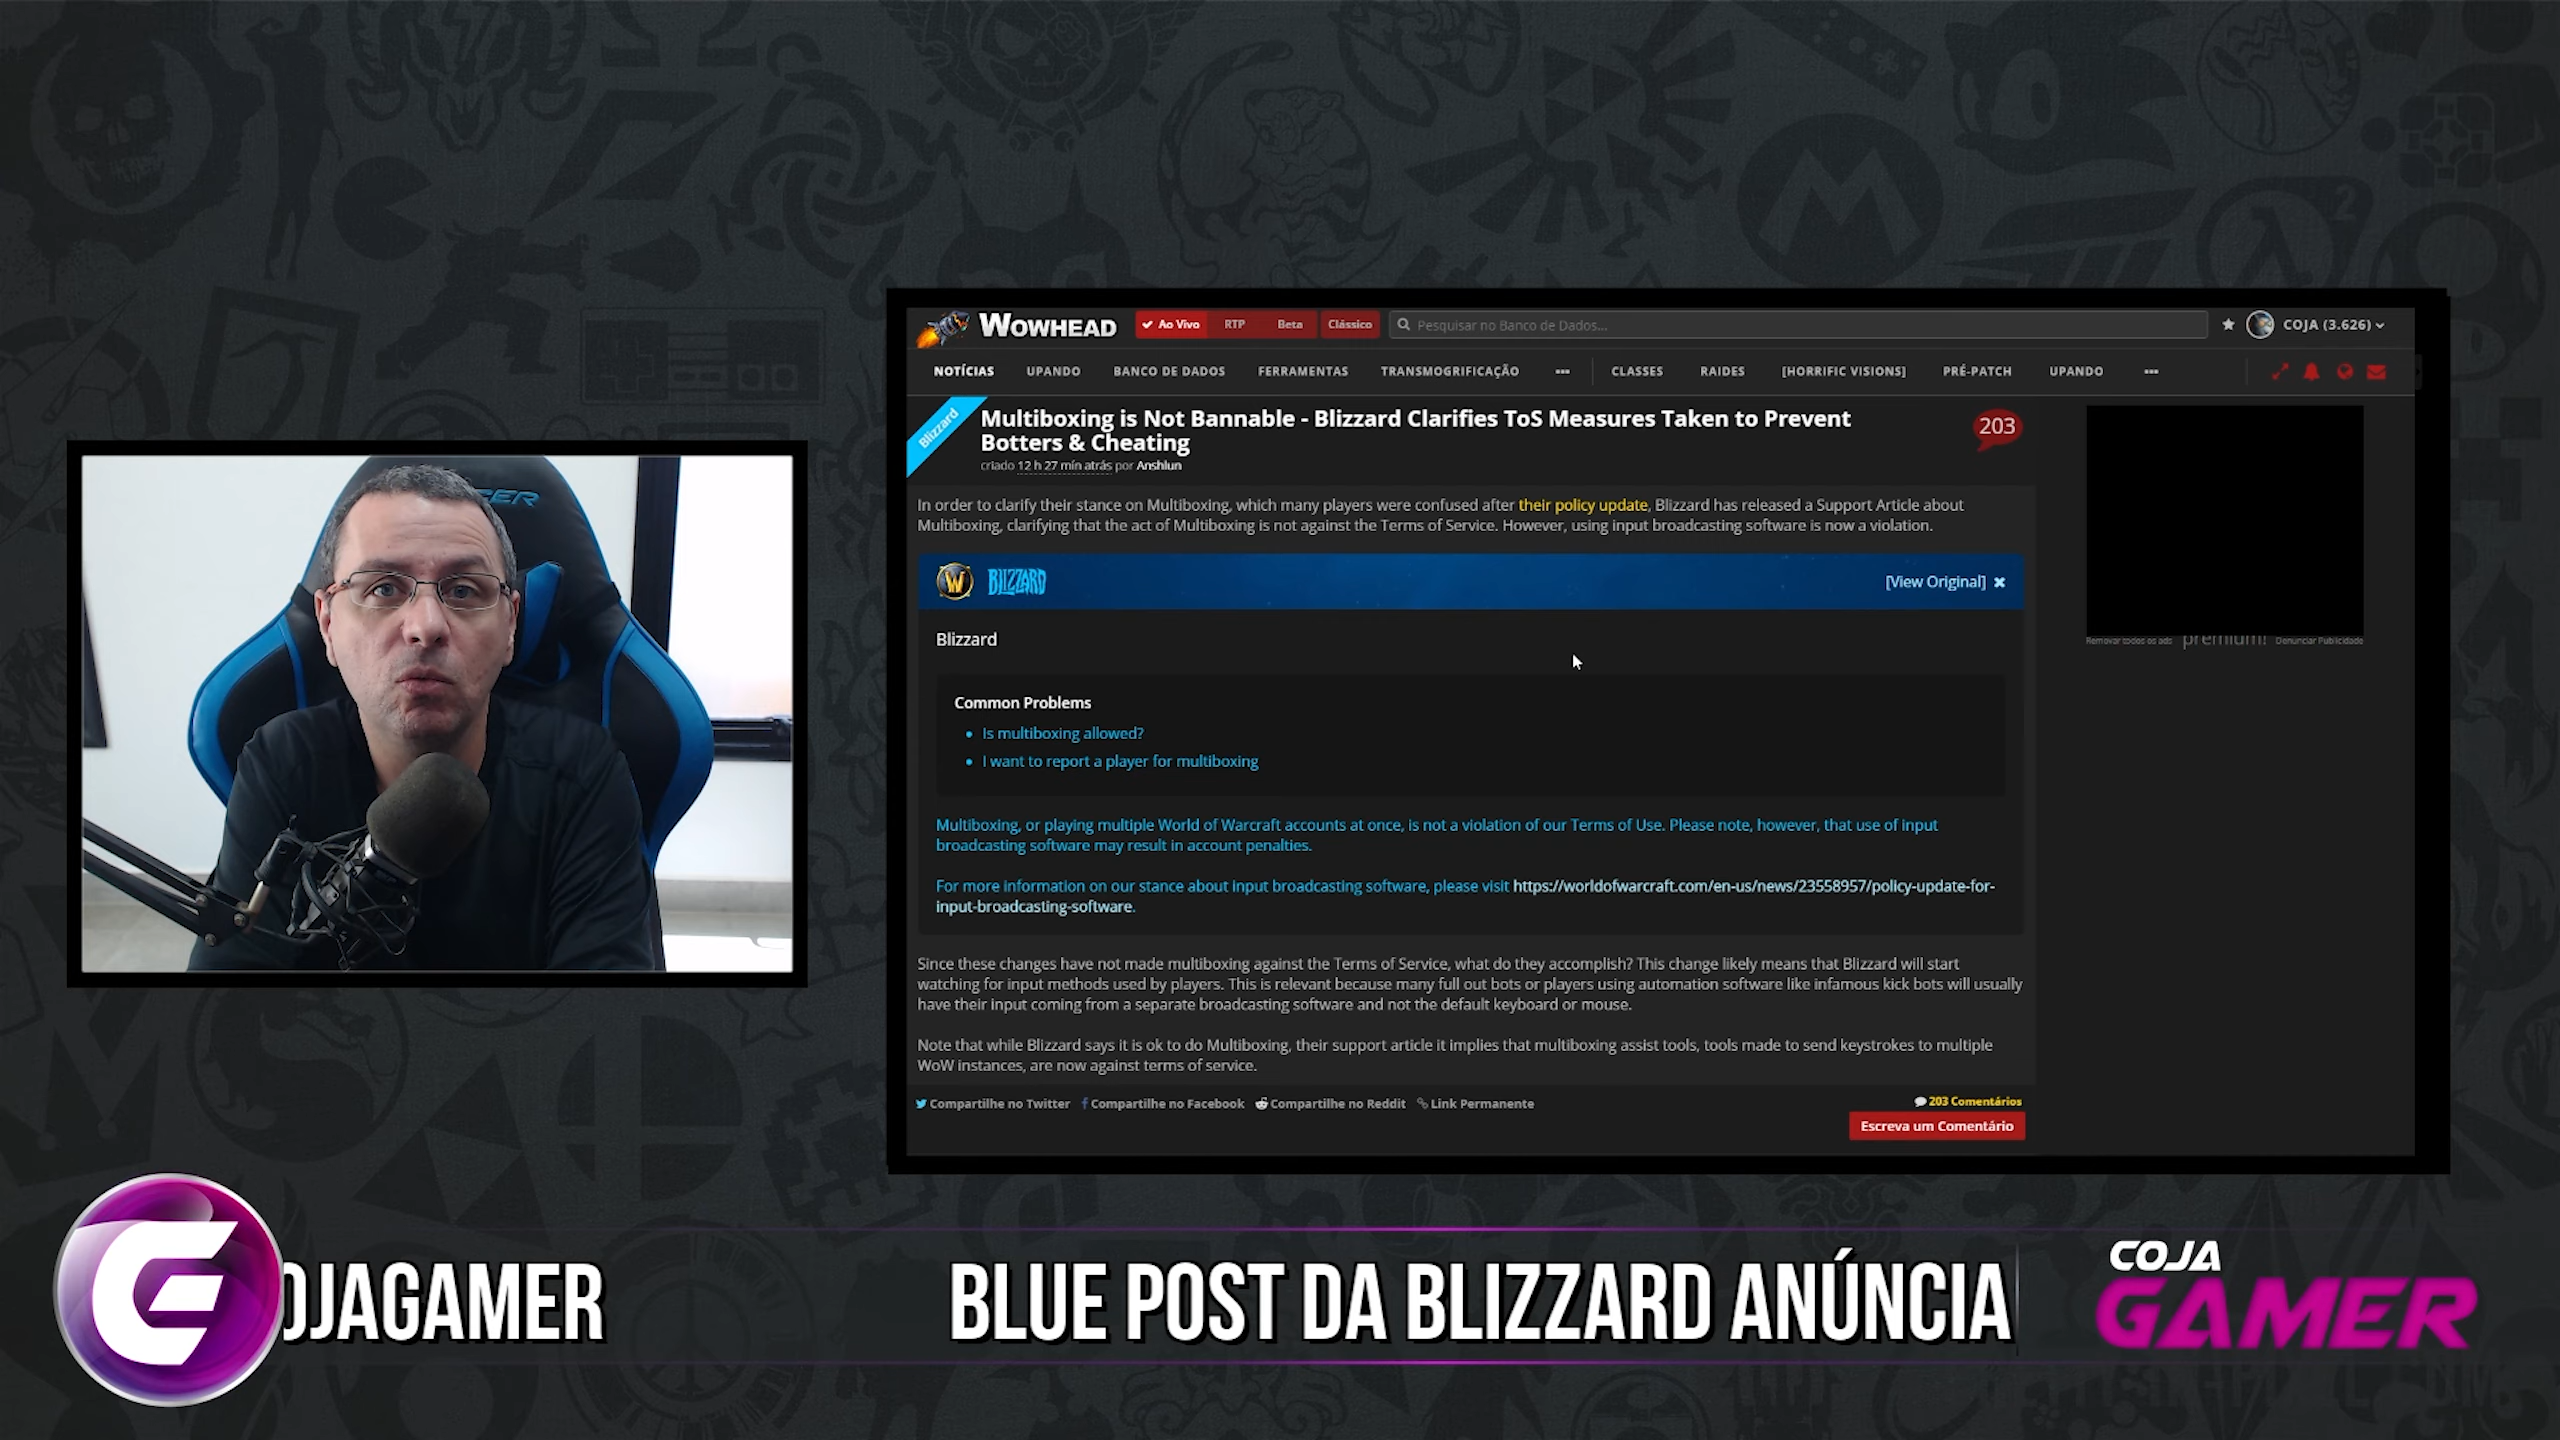 WOWHEAD
Ao Vivo RTP Beta Clássico
Pesquisar no Banco de Dados...
COJA (3.626)
NOTÍCIAS UPANDO BANCO DE DADOS FERRAMENTAS TRANSMOGRIFICAÇÃO ••• CLASSES RAIDES [HORRIFIC VISIONS] PRÉ-PATCH UPANDO •••
Blizzard
Multiboxing is Not Bannable - Blizzard Clarifies ToS Measures Taken to Prevent
Botters & Cheating
203
criado 12 h 27 min atrás por Anshlun
In order to clarify their stance on Multiboxing, which many players were confused after their policy update, Blizzard has released a Support Article about
Multiboxing, clarifying that the act of Multiboxing is not against the Terms of Service. However, using input broadcasting software is now a violation.
W BLIZZARD
[View Original] ✖
Blizzard
Common Problems
• Is multiboxing allowed?
• I want to report a player for multiboxing
Multiboxing, or playing multiple World of Warcraft accounts at once, is not a violation of our Terms of Use. Please note, however, that use of input
broadcasting software may result in account penalties.
For more information on our stance about input broadcasting software, please visit https://worldofwarcraft.com/en-us/news/23558957/policy-update-for-
input-broadcasting-software.
Since these changes have not made multiboxing against the Terms of Service, what do they accomplish? This change likely means that Blizzard will start
watching for input methods used by players. This is relevant because many full out bots or players using automation software like infamous kick bots will usually
have their input coming from a separate broadcasting software and not the default keyboard or mouse.
Note that while Blizzard says it is ok to do Multiboxing, their support article it implies that multiboxing assist tools, tools made to send keystrokes to multiple
WoW instances, are now against terms of service.
Compartilhe no Twitter Compartilhe no Facebook Compartilhe no Reddit Link Permanente
203 Comentários
Escreva um Comentário
Remover todos os ads premium! Denunciar Publicidade
CER
OJAGAMER
BLUE POST DA BLIZZARD ANÚNCIA
COJA
GAMER